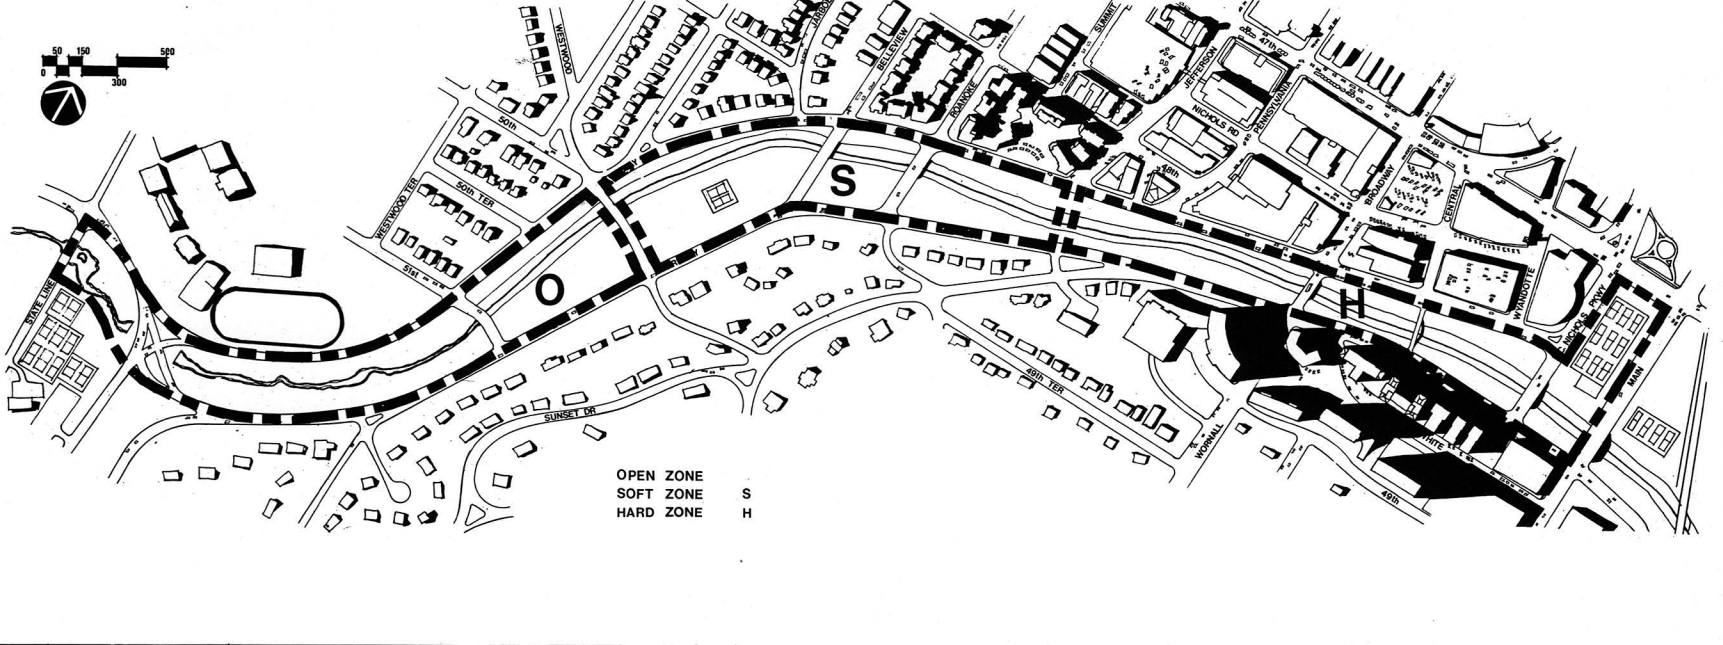 50 150 500
0 300
WESTWOOD
JARBO
BELLEVIEW
SUMMIT
ROANOKE
JEFFERSON
47th
NICHOLS RD
PENNSYLVANIA
50th
50th TER
WESTWOOD TER
51st
48th
BROADWAY
CENTRAL
S
O
H
STATE LINE
WYANDOTTE
NICHOLS PKWY
MAIN
SUNSET DR
49th TER
WORNALL
49th
OPEN ZONE
SOFT ZONE S
HARD ZONE H